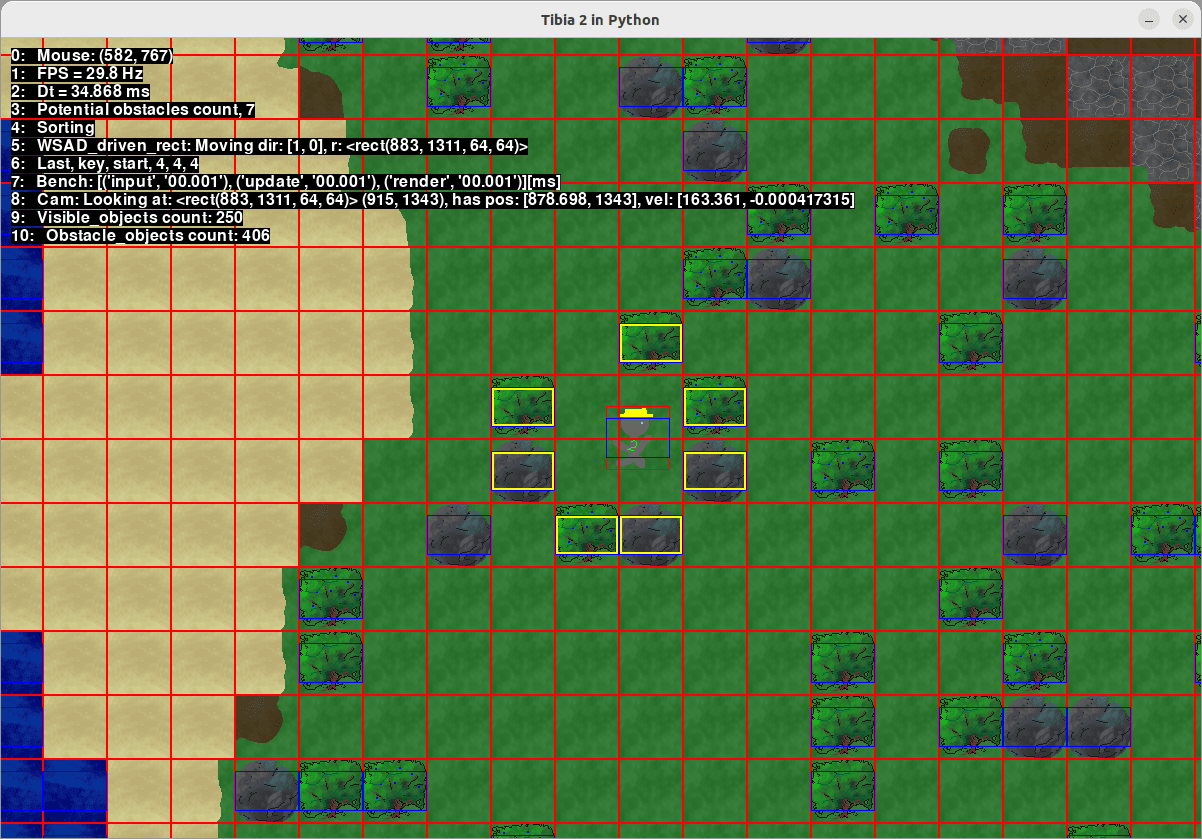 Tibia 2 in Python
0: Mouse: (582, 767)
1: FPS = 29.8 Hz
2: Dt = 34.868 ms
3: Potential obstacles count, 7
4: Sorting
5: WSAD_driven_rect: Moving dir: [1, 0], r: <rect(883, 1311, 64, 64)>
6: Last, key, start, 4, 4, 4
7: Bench: [('input', '00.001'), ('update', '00.001'), ('render', '00.001')][ms]
8: Cam: Looking at: <rect(883, 1311, 64, 64)> (915, 1343), has pos: [878.698, 1343], vel: [163.361, -0.000417315]
9: Visible_objects count: 250
10: Obstacle_objects count: 406